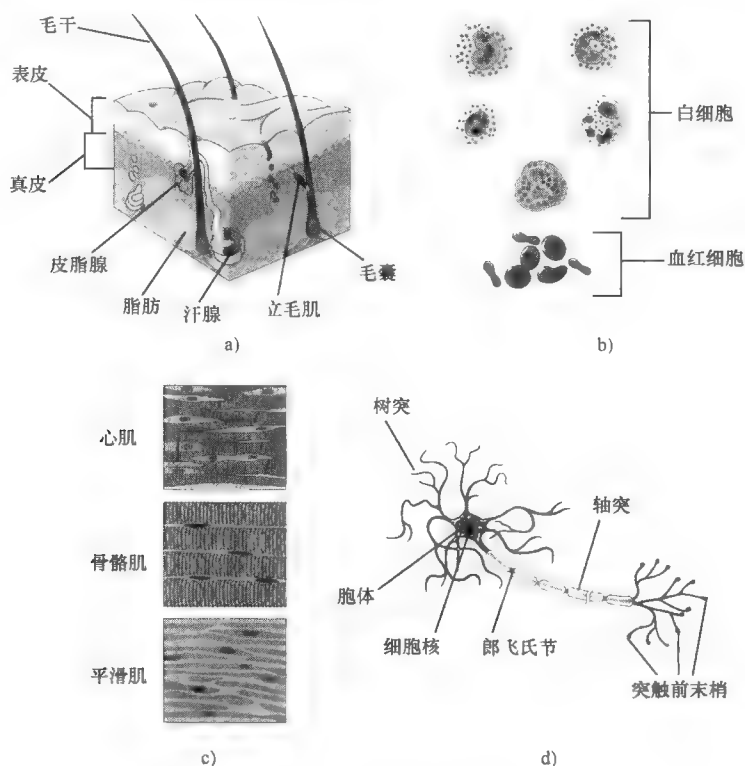 毛干
表皮
真皮
皮脂腺
脂肪
汗腺
立毛肌
毛囊
a)
白细胞
血红细胞
b)
心肌
骨骼肌
平滑肌
c)
树突
轴突
胞体
细胞核
郎飞氏节
突触前末梢
d)